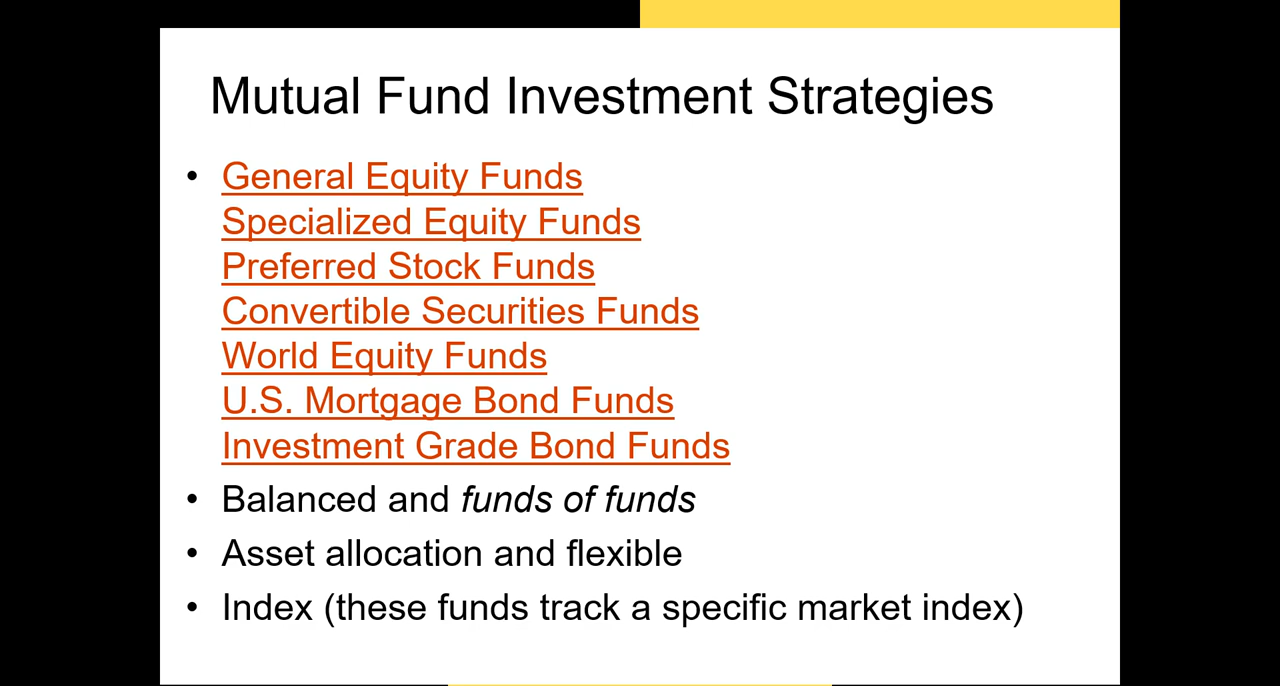 Mutual Fund Investment Strategies
• General Equity Funds
Specialized Equity Funds
Preferred Stock Funds
Convertible Securities Funds
World Equity Funds
U.S. Mortgage Bond Funds
Investment Grade Bond Funds
• Balanced and funds of funds
• Asset allocation and flexible
• Index (these funds track a specific market index)